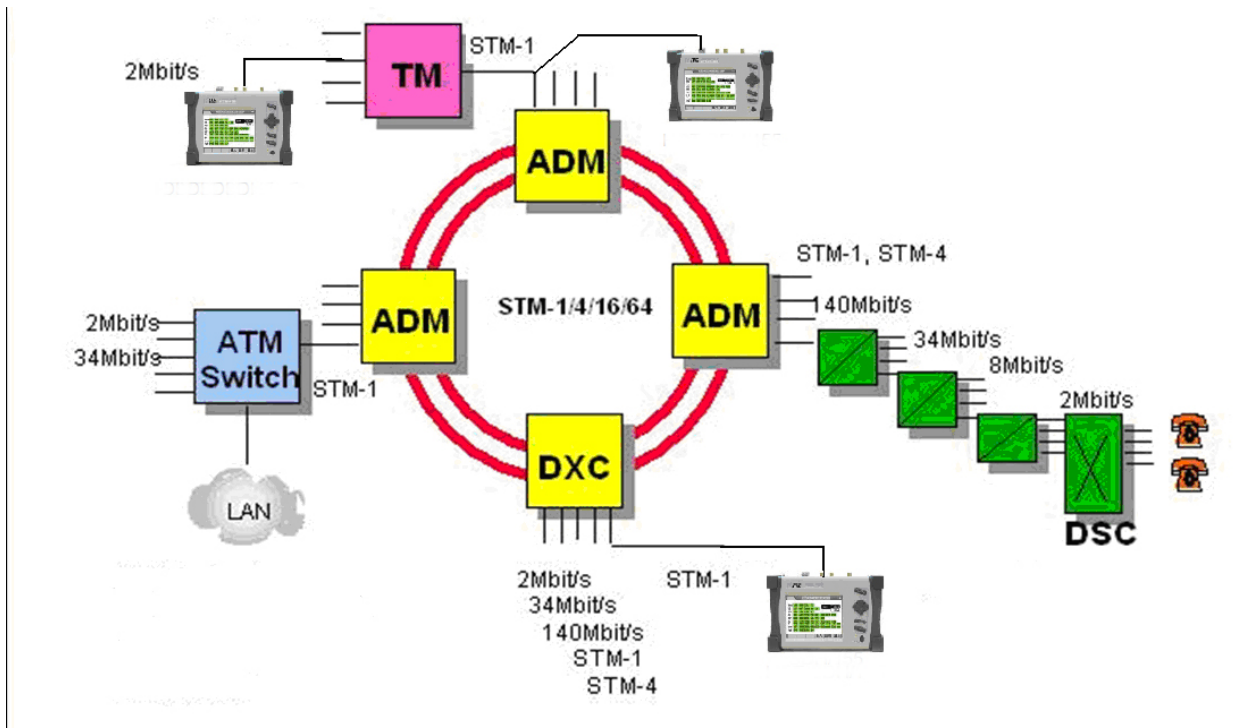 STM-1
2Mbit/s
TM
ADM
STM-1, STM-4
ADM
STM-1/4/16/64
ADM
140Mbit/s
2Mbit/s
34Mbit/s
ATM
Switch
STM-1
34Mbit/s
8Mbit/s
2Mbit/s
DXC
LAN
DSC
2Mbit/s
34Mbit/s
140Mbit/s
STM-1
STM-4
STM-1